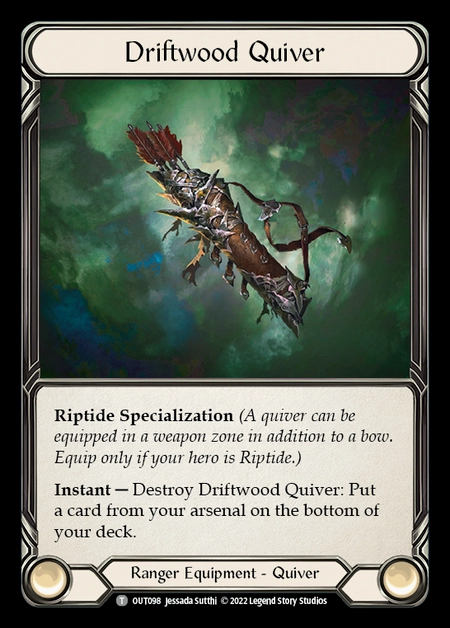 Driftwood Quiver
Riptide Specialization (A quiver can be
equipped in a weapon zone in addition to a bow.
Equip only if your hero is Riptide.)
Instant — Destroy Driftwood Quiver: Put
a card from your arsenal on the bottom of
your deck.
Ranger Equipment - Quiver
T OUT098 Jessada Sutthi © 2022 Legend Story Studios